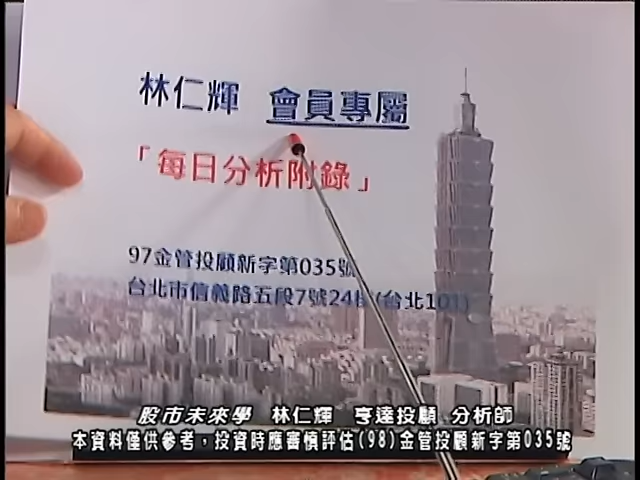 林仁輝 會員專屬
「每日分析附錄」
97金管投顧新字第035號
台北市信義路五段7號24樓(台北101)
股市未來學 林仁輝 亨達投顧 分析師
本資料僅供參考，投資時應審慎評估(98)金管投顧新字第035號